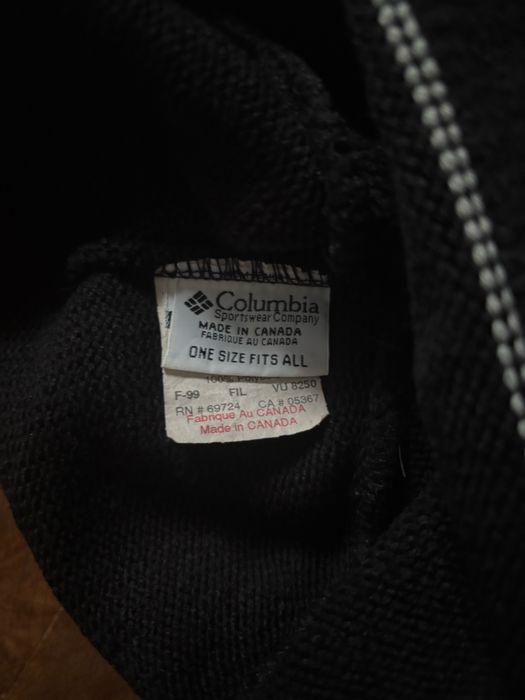 Columbia
Sportswear Company
MADE IN CANADA
FABRIQUE AU CANADA
ONE SIZE FITS ALL
100%
F-99 FIL VU 8250
RN # 69724 CA # 05367
Fabrique Au CANADA
Made in CANADA